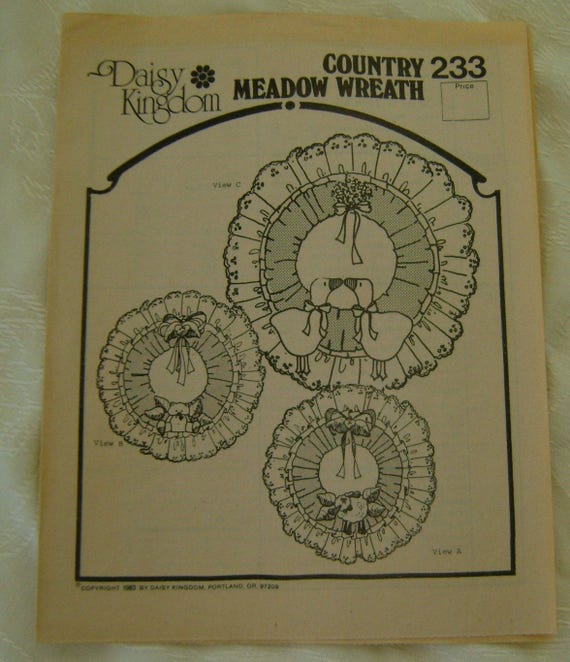 Daisy
Kingdom
COUNTRY
MEADOW WREATH
233
Price
View C
View B
View A
© COPYRIGHT 1983 BY DAISY KINGDOM, PORTLAND, OR. 97209